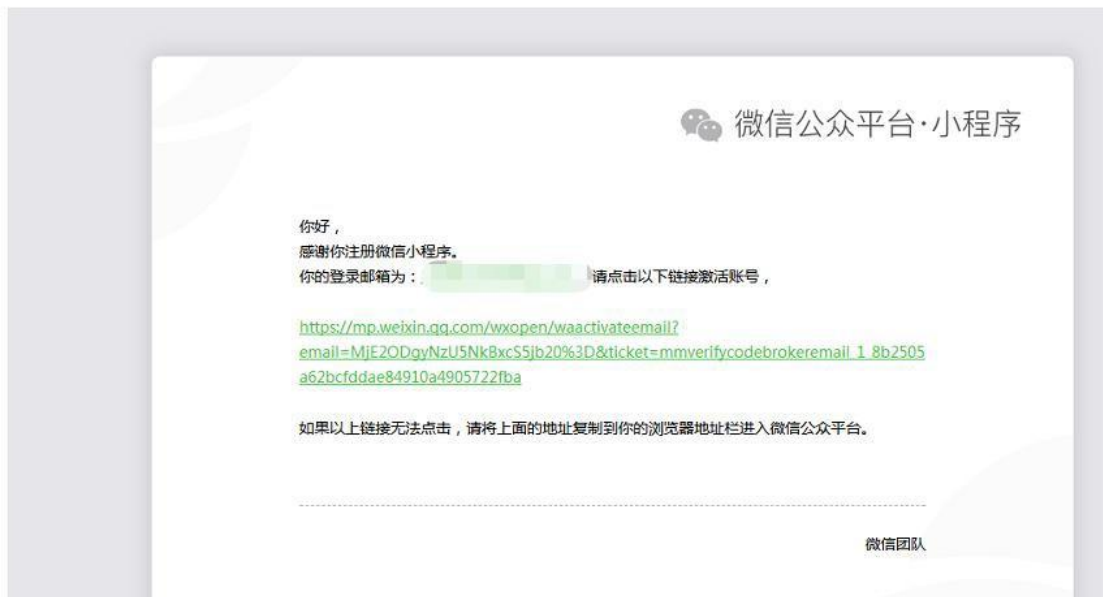 微信公众平台·小程序
你好，
感谢你注册微信小程序。
你的登录邮箱为： 请点击以下链接激活账号，
https://mp.weixin.qq.com/wxopen/waactivateemail?
email=MjE2ODgyNzU5NkBxcS5jb20%3D&ticket=mmverifycodebrokeremail_1_8b2505
a62bcfddae84910a4905722fba
如果以上链接无法点击，请将上面的地址复制到你的浏览器地址栏进入微信公众平台。
微信团队